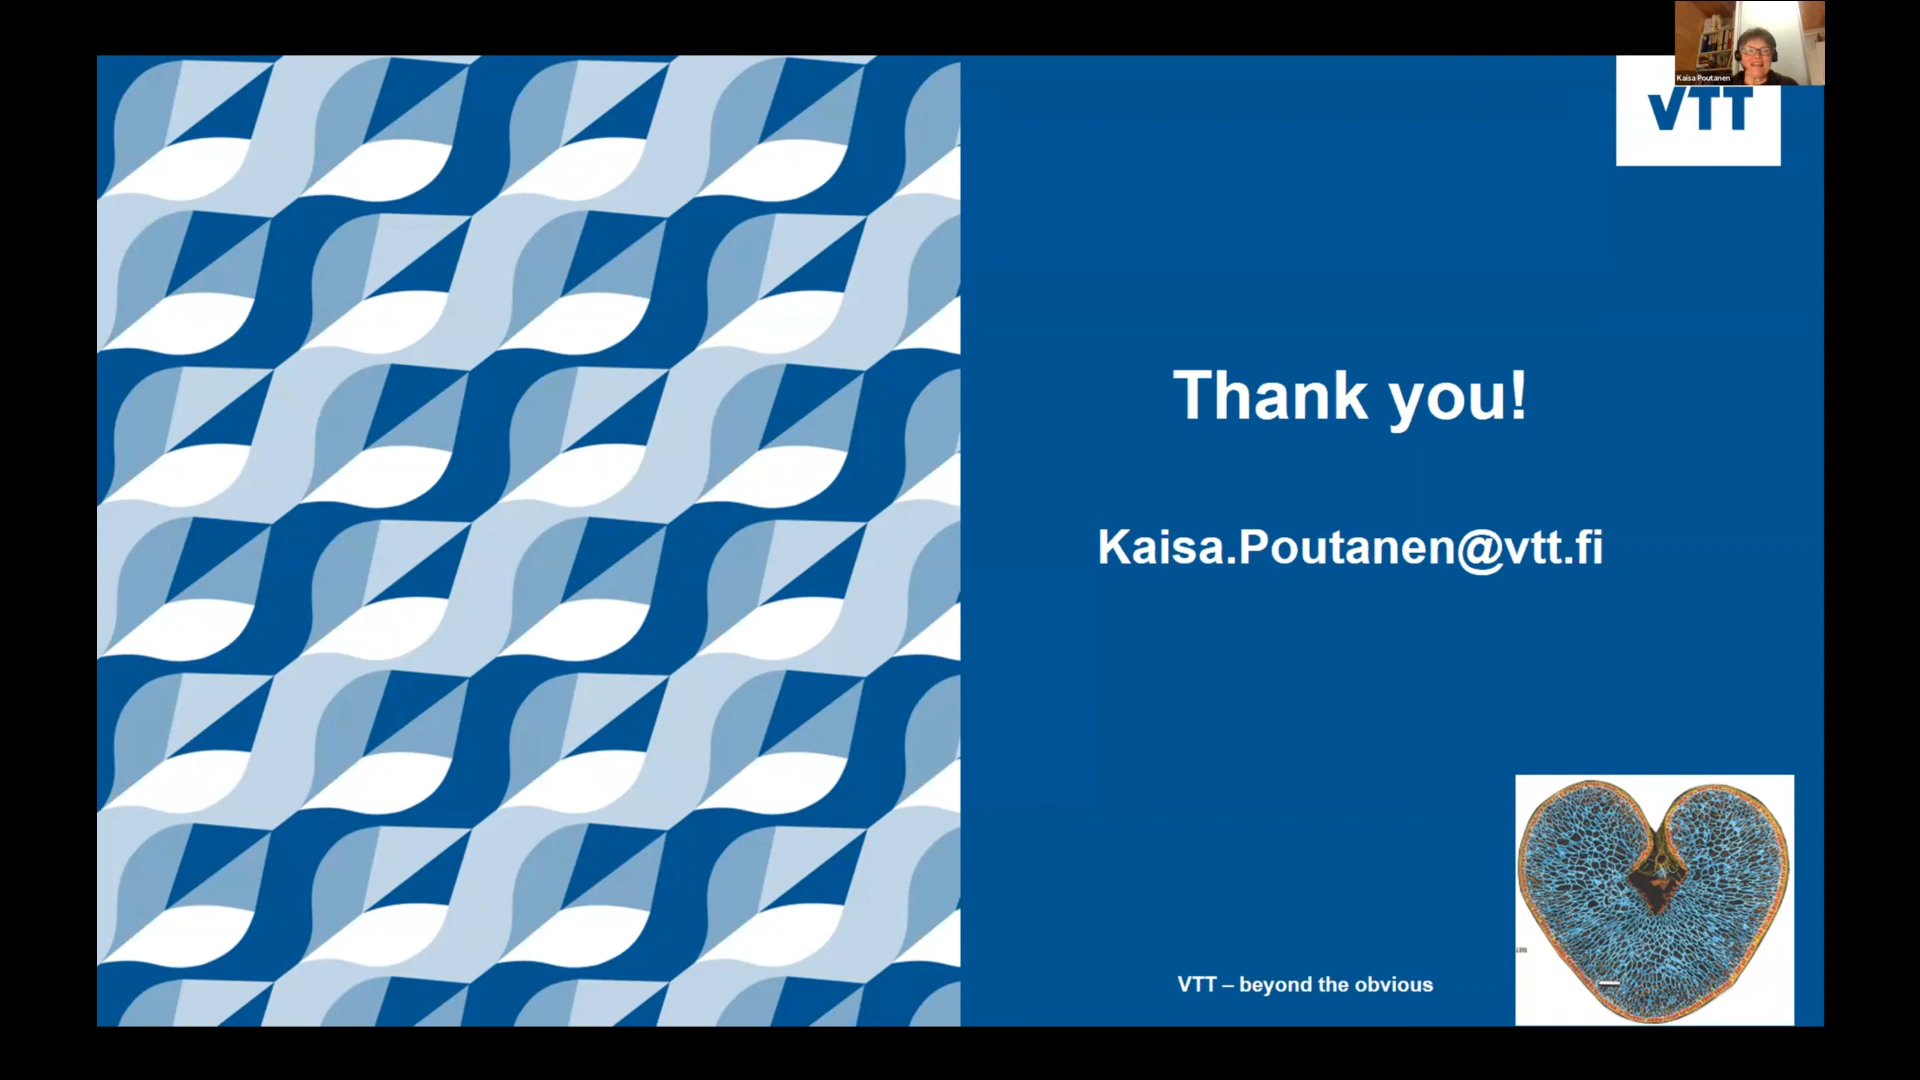 Kaisa Poutanen
VTT
Thank you!
Kaisa.Poutanen@vtt.fi
VTT – beyond the obvious